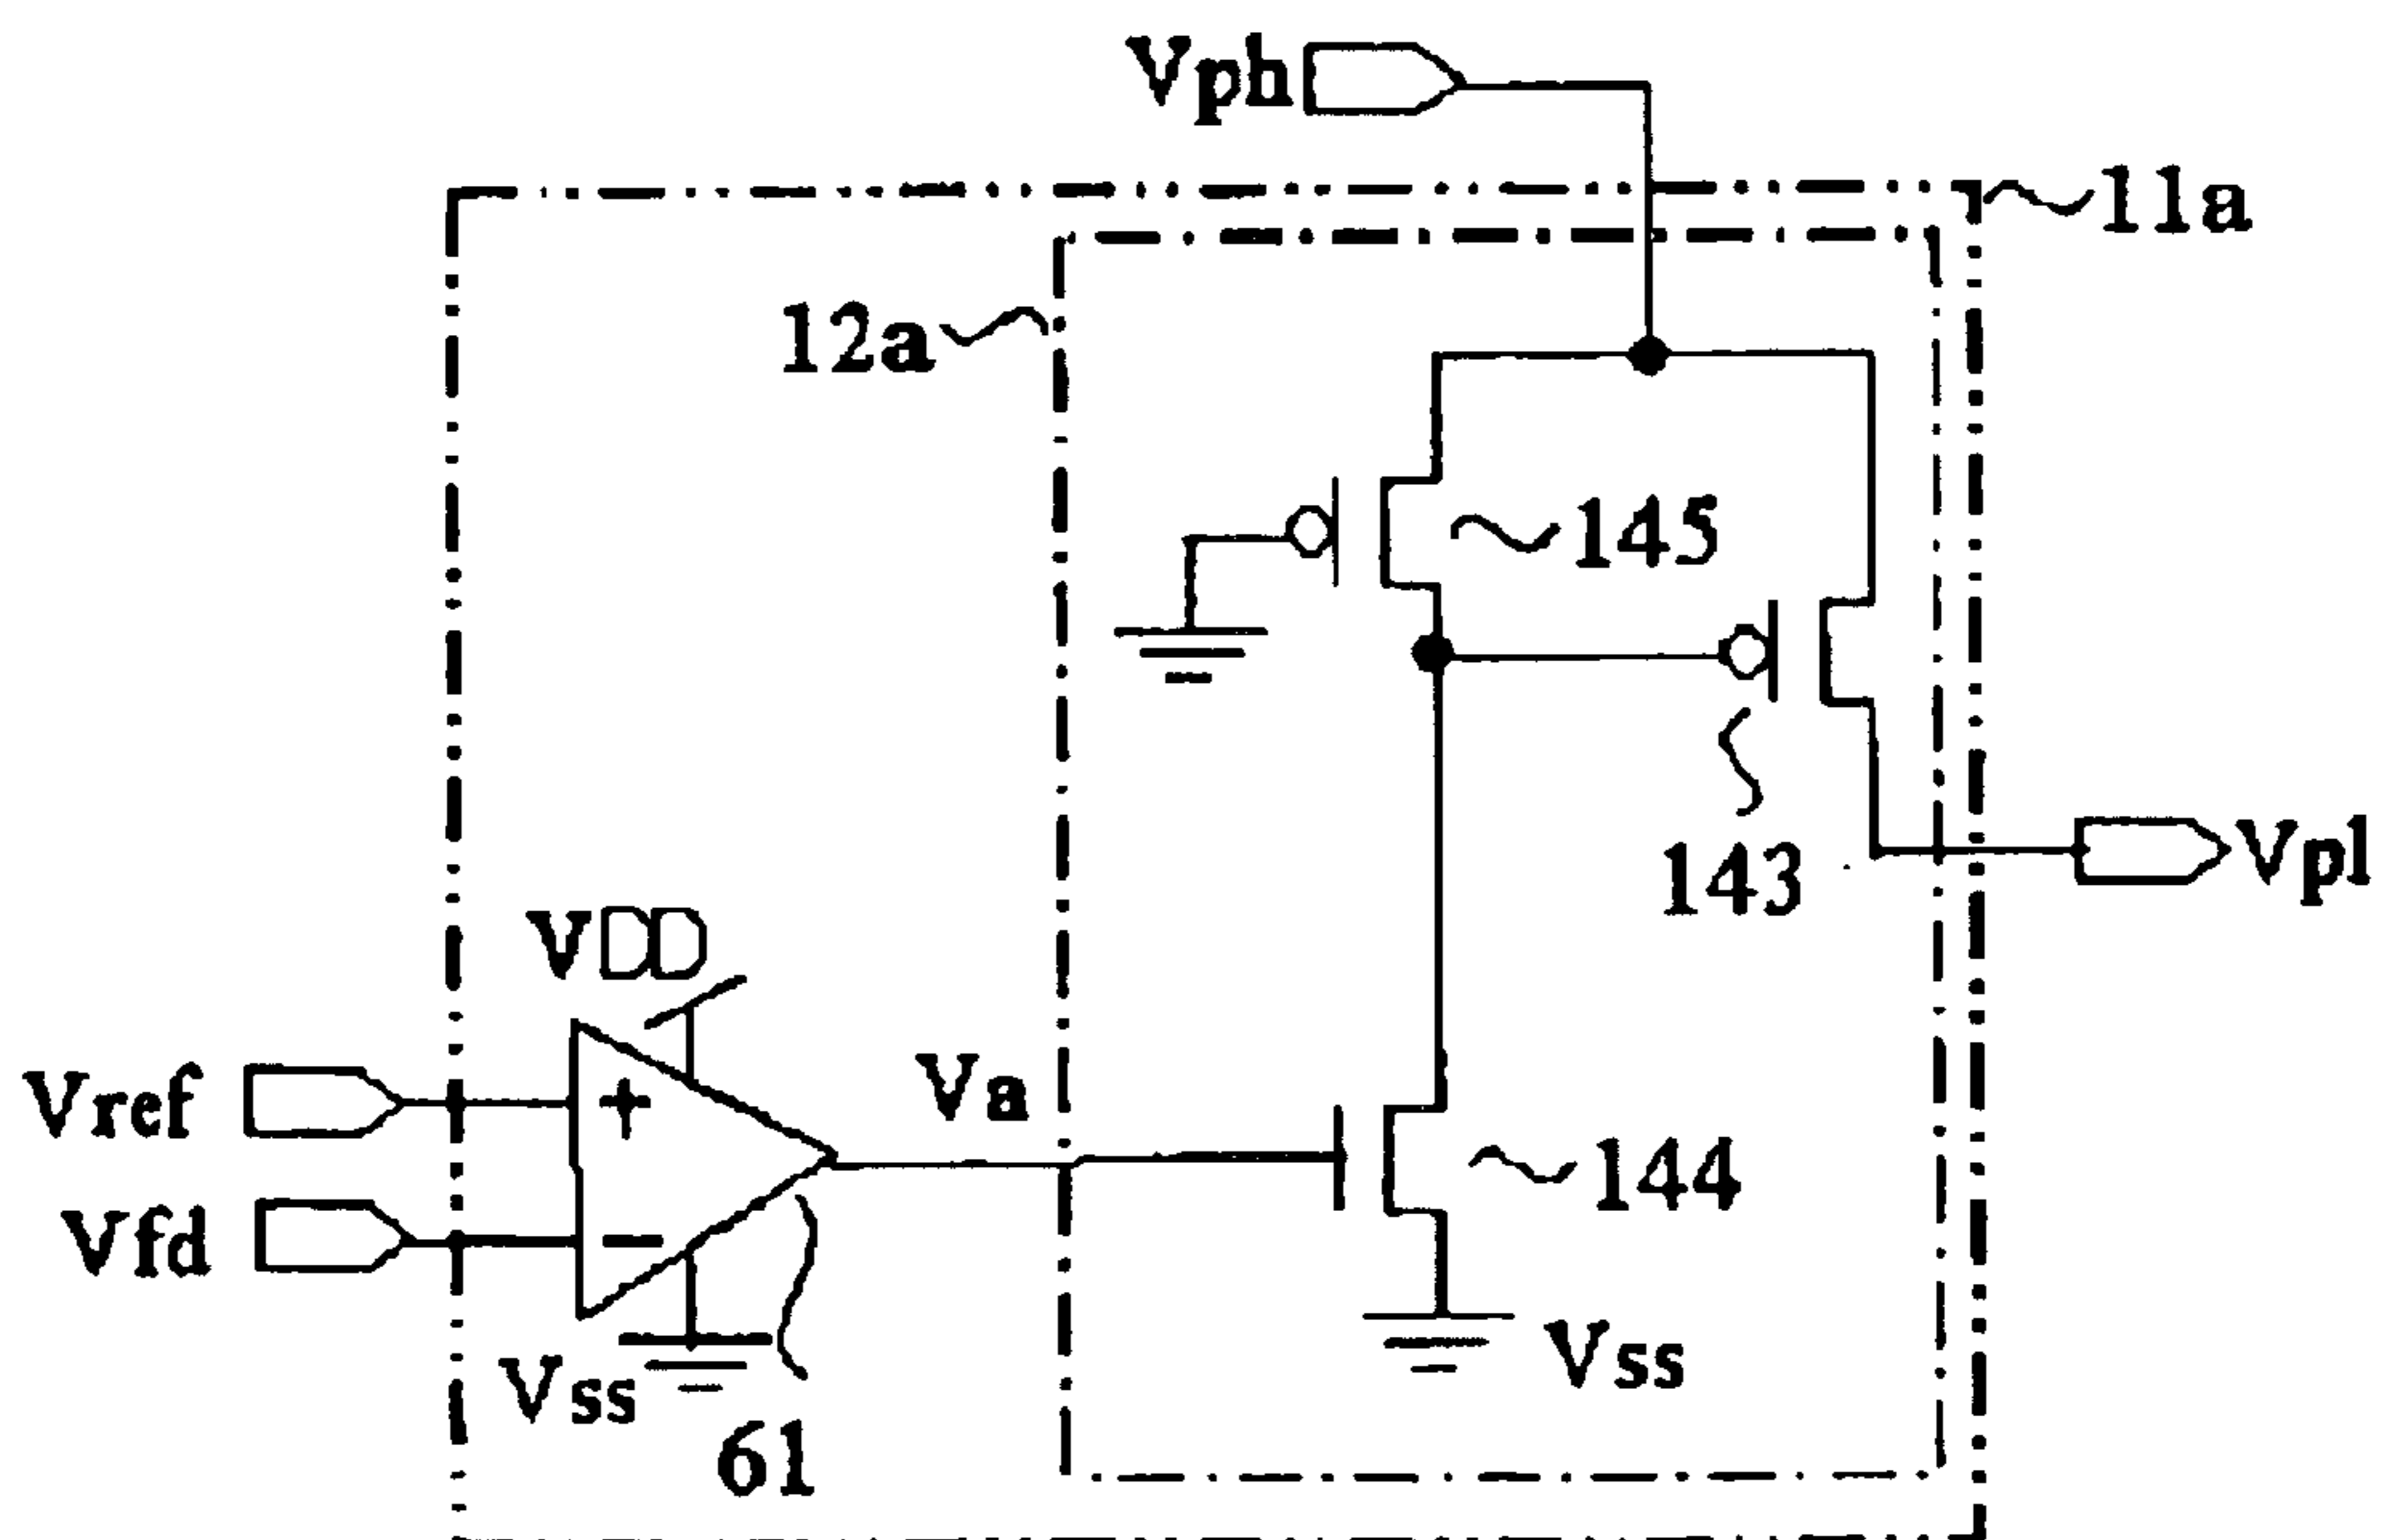 Vph
11a
12a
145
143
Vpl
VDD
Vref
+
Va
144
Vfd
−
Vss
Vss
61